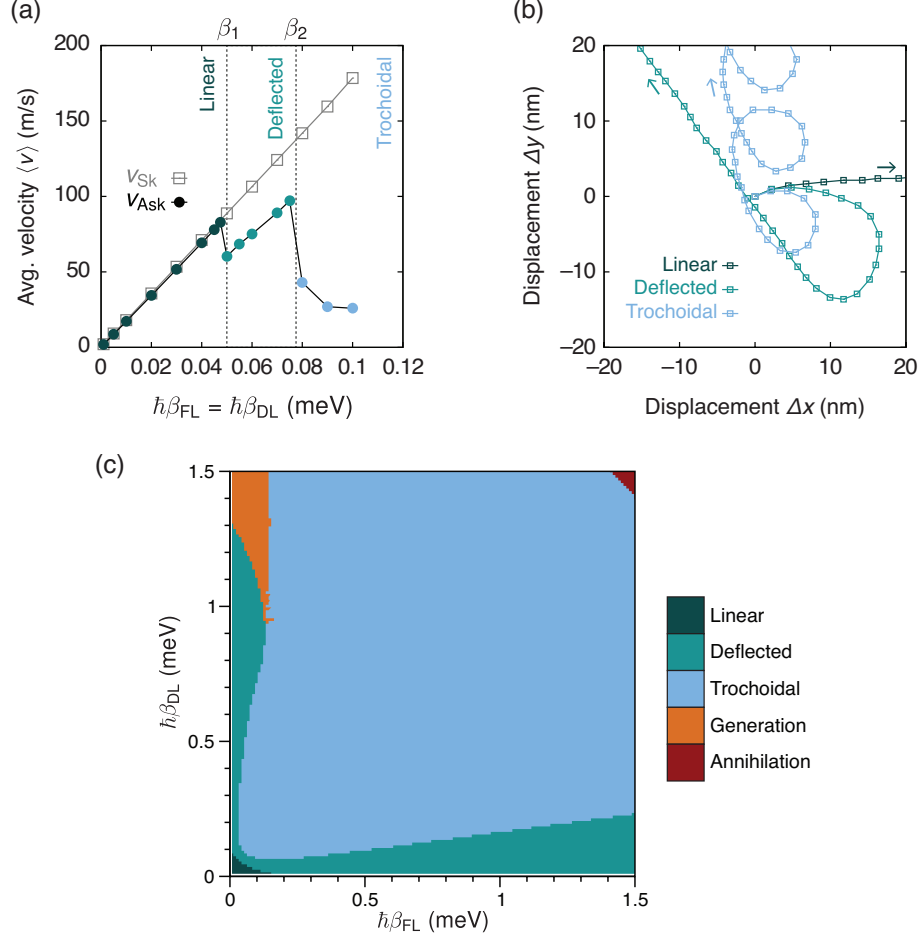 (a)
β1
β2
200
150
100
50
0
Avg. velocity ⟨v⟩ (m/s)
Linear
Deflected
Trochoidal
vSk
vAsk
0 0.02 0.04 0.06 0.08 0.1 0.12
ℏβFL = ℏβDL (meV)
(b)
20
10
0
−10
−20
Displacement Δy (nm)
Linear
Deflected
Trochoidal
−20 −10 0 10 20
Displacement Δx (nm)
(c)
1.5
1
0.5
0
ℏβDL (meV)
0 0.5 1 1.5
ℏβFL (meV)
Linear
Deflected
Trochoidal
Generation
Annihilation